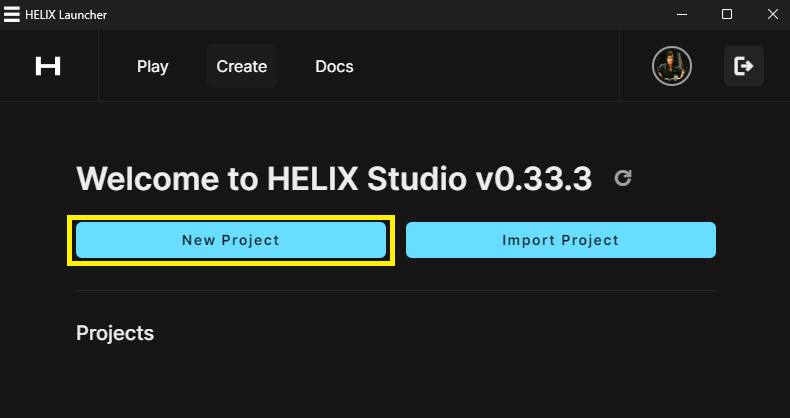 HELIX Launcher
H
Play Create Docs
Welcome to HELIX Studio v0.33.3
New Project Import Project
Projects